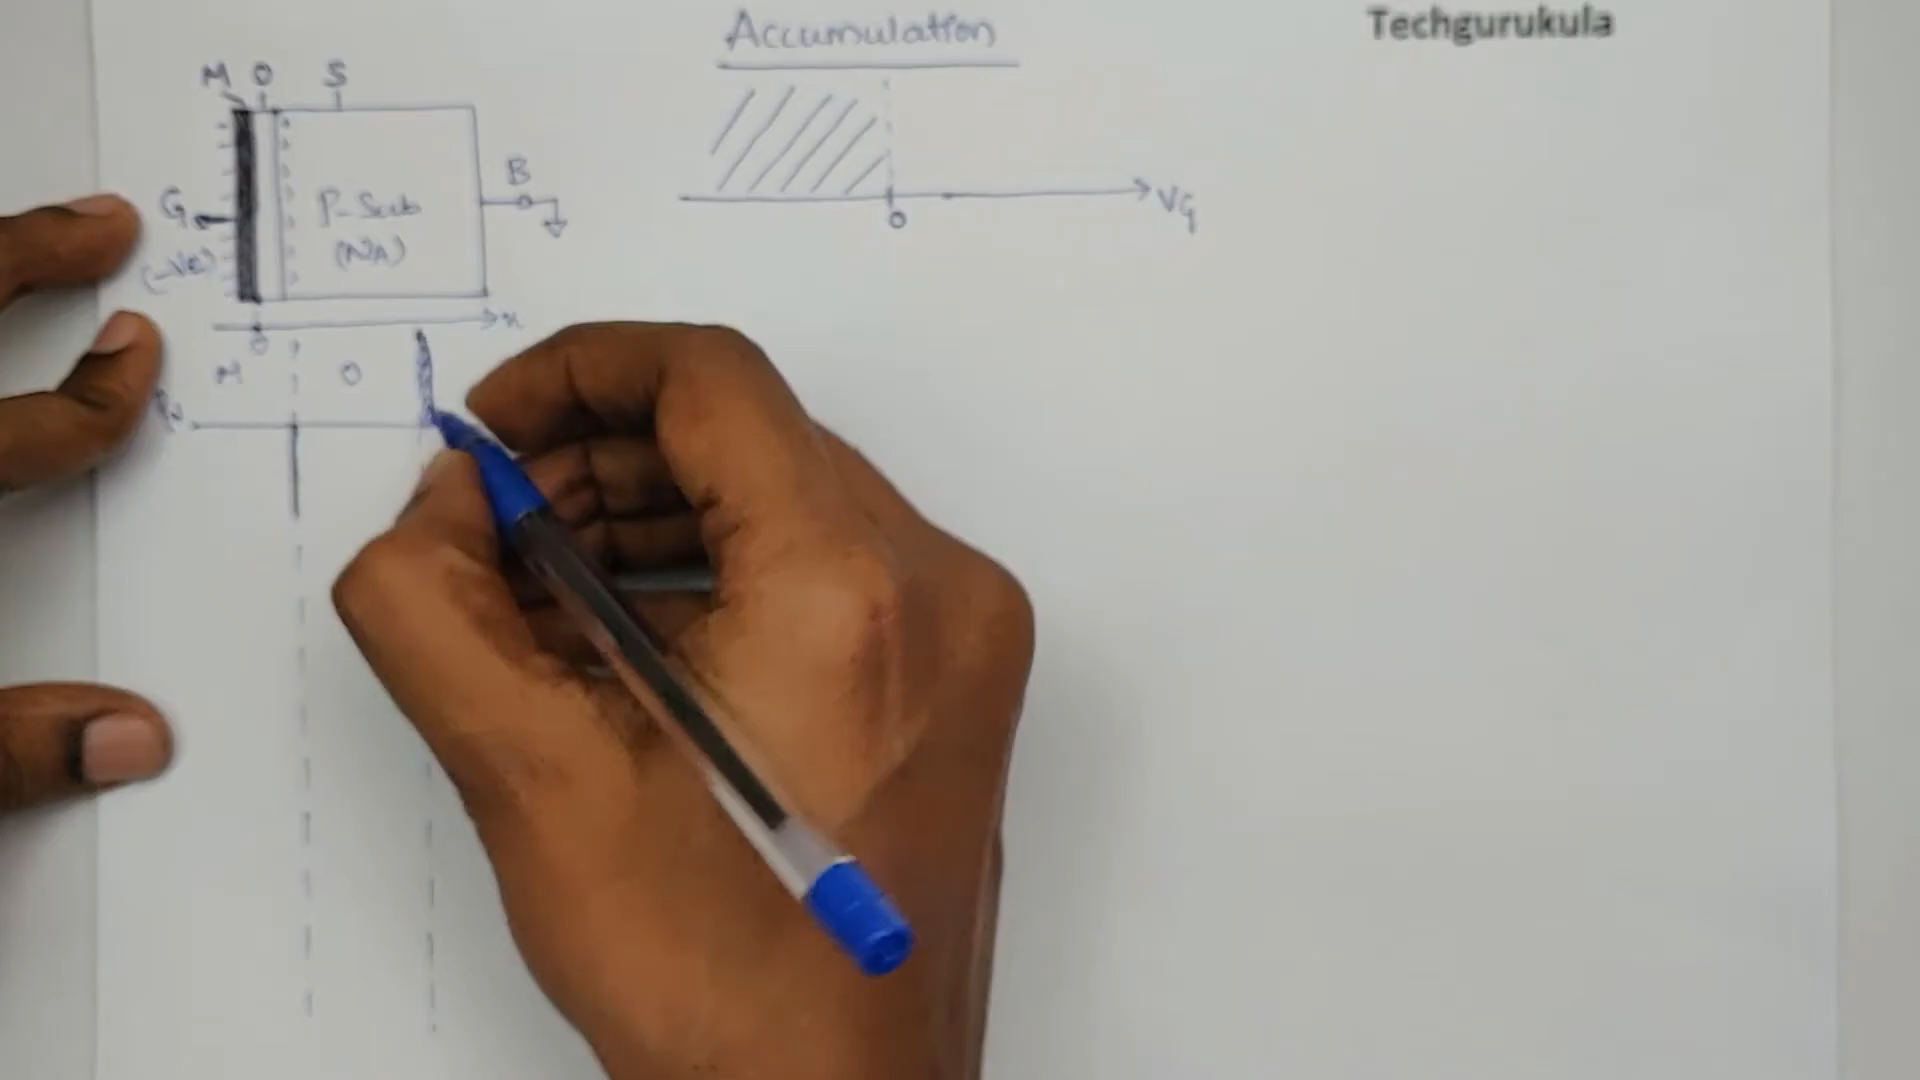 Accumulation
Techgurukula
M O S
B
G
P-Sub
(NA)
(-Ve)
VG
0
x
0
M O